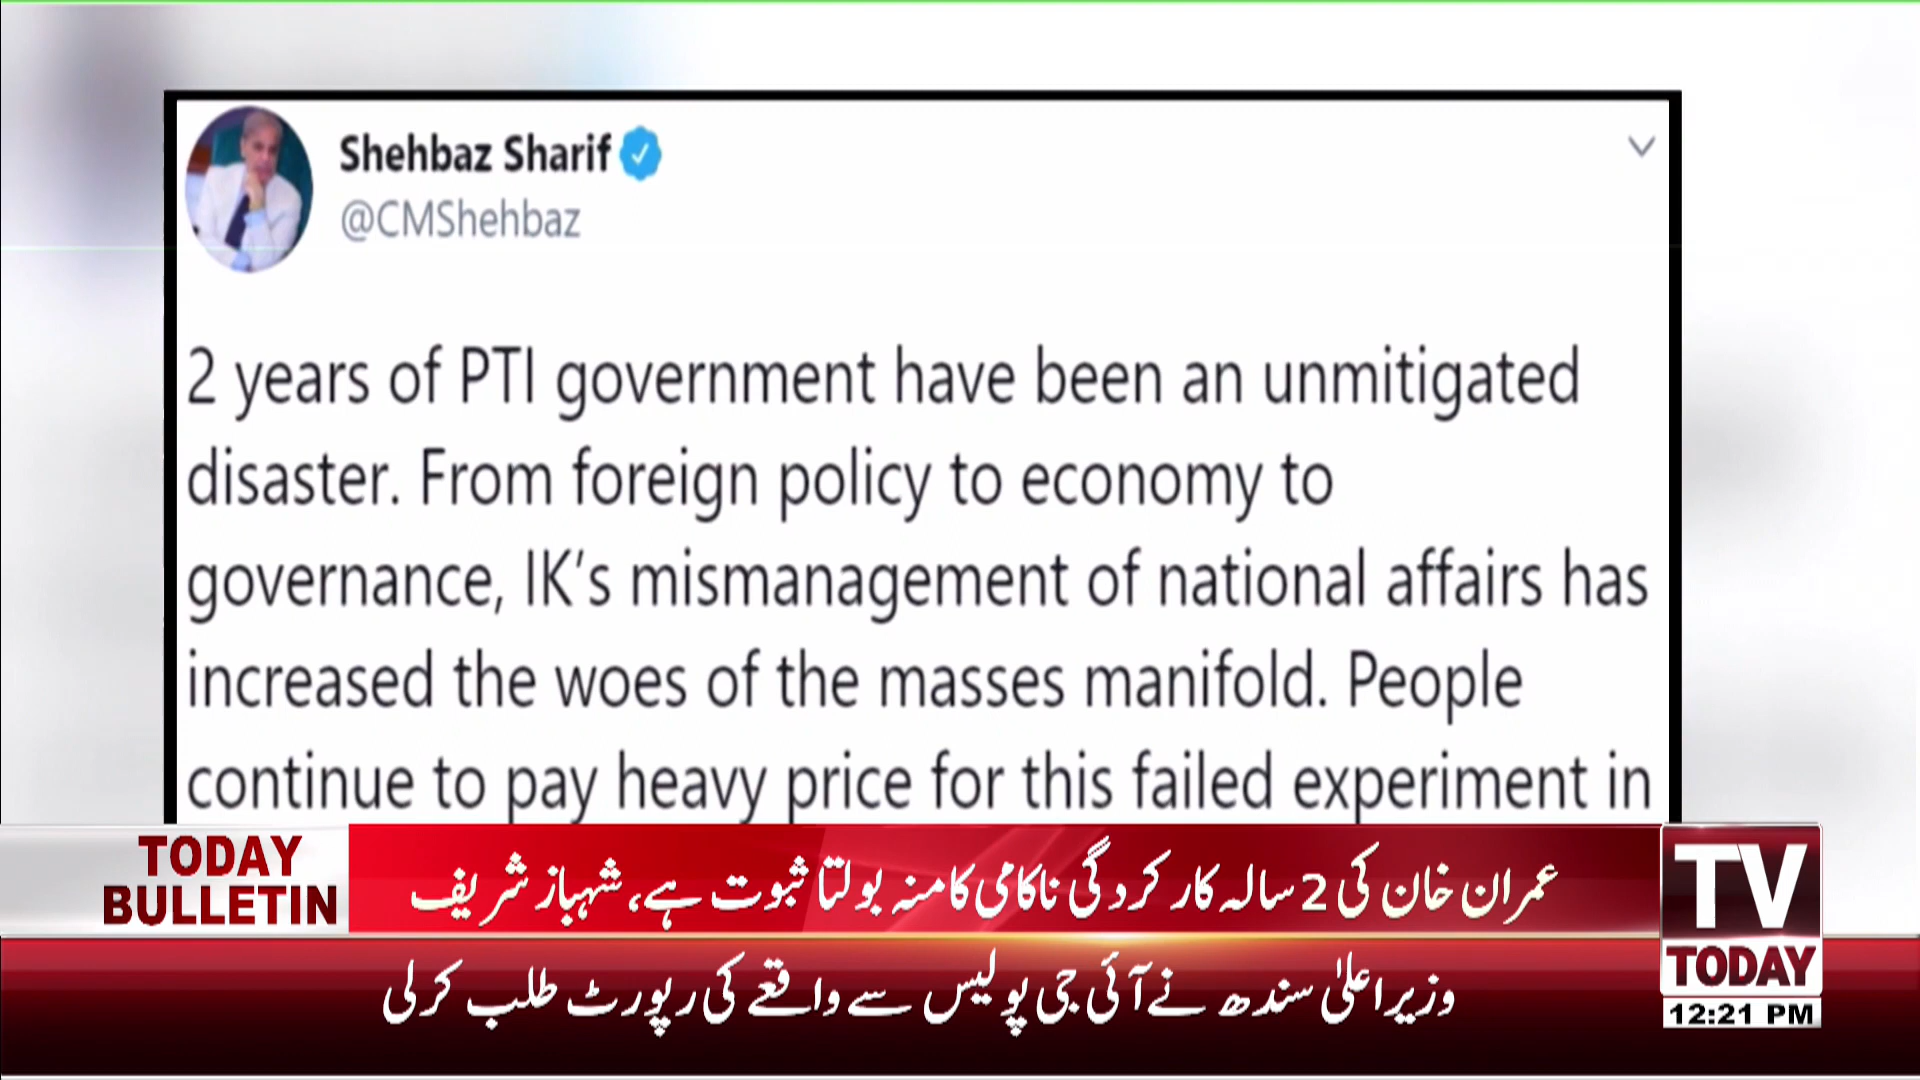 Shehbaz Sharif
@CMShehbaz
2 years of PTI government have been an unmitigated
disaster. From foreign policy to economy to
governance, IK's mismanagement of national affairs has
increased the woes of the masses manifold. People
continue to pay heavy price for this failed experiment in
TODAY
BULLETIN
عمران خان کی 2 سالہ کارکردگی ناکامی کا منہ بولتا ثبوت ہے، شہباز شریف
وزیراعلیٰ سندھ نے آئی جی پولیس سے واقعے کی رپورٹ طلب کرلی
TV
TODAY
12:21 PM